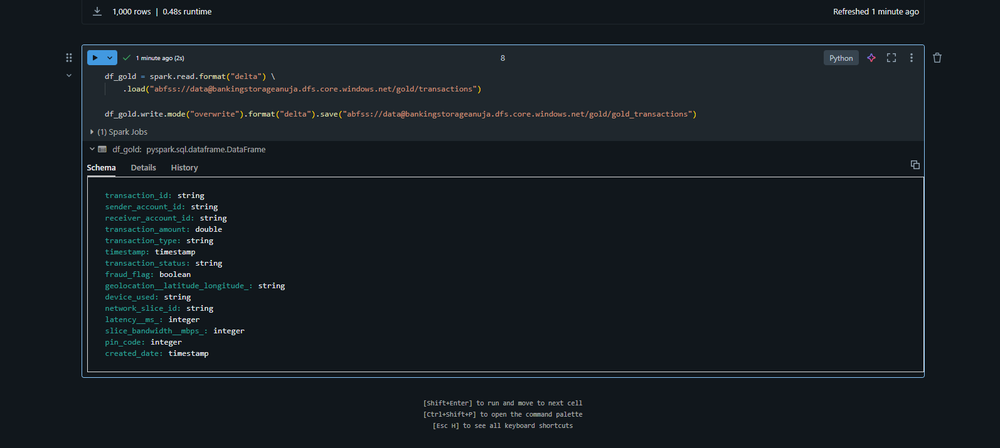 1,000 rows | 0.48s runtime
Refreshed 1 minute ago
1 minute ago (2s)
8
Python
df_gold = spark.read.format("delta") \
.load("abfss://data@bankingstorageanuja.dfs.core.windows.net/gold/transactions")
df_gold.write.mode("overwrite").format("delta").save("abfss://data@bankingstorageanuja.dfs.core.windows.net/gold/gold_transactions")
(1) Spark Jobs
df_gold: pyspark.sql.dataframe.DataFrame
Schema Details History
transaction_id: string
sender_account_id: string
receiver_account_id: string
transaction_amount: double
transaction_type: string
timestamp: timestamp
transaction_status: string
fraud_flag: boolean
geolocation__latitude_longitude_: string
device_used: string
network_slice_id: string
latency__ms_: integer
slice_bandwidth__mbps_: integer
pin_code: integer
created_date: timestamp
[Shift+Enter] to run and move to next cell
[Ctrl+Shift+P] to open the command palette
[Esc H] to see all keyboard shortcuts